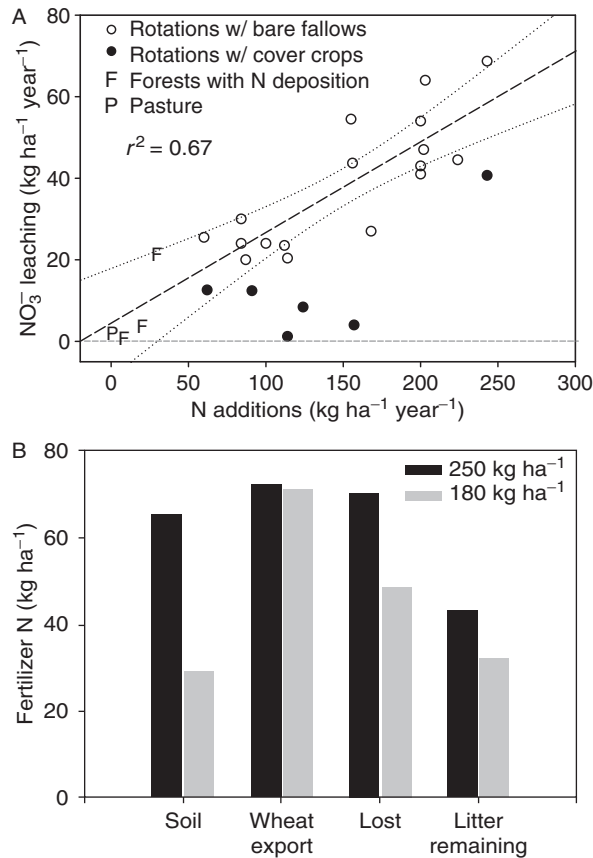 A
80
60
40
20
0
NO₃⁻ leaching (kg ha⁻¹ year⁻¹)
Rotations w/ bare fallows
Rotations w/ cover crops
F Forests with N deposition
P Pasture
r² = 0.67
F
P F F
0 50 100 150 200 250 300
N additions (kg ha⁻¹ year⁻¹)
B
80
60
40
20
0
Fertilizer N (kg ha⁻¹)
250 kg ha⁻¹
180 kg ha⁻¹
Soil Wheat Lost Litter
export remaining